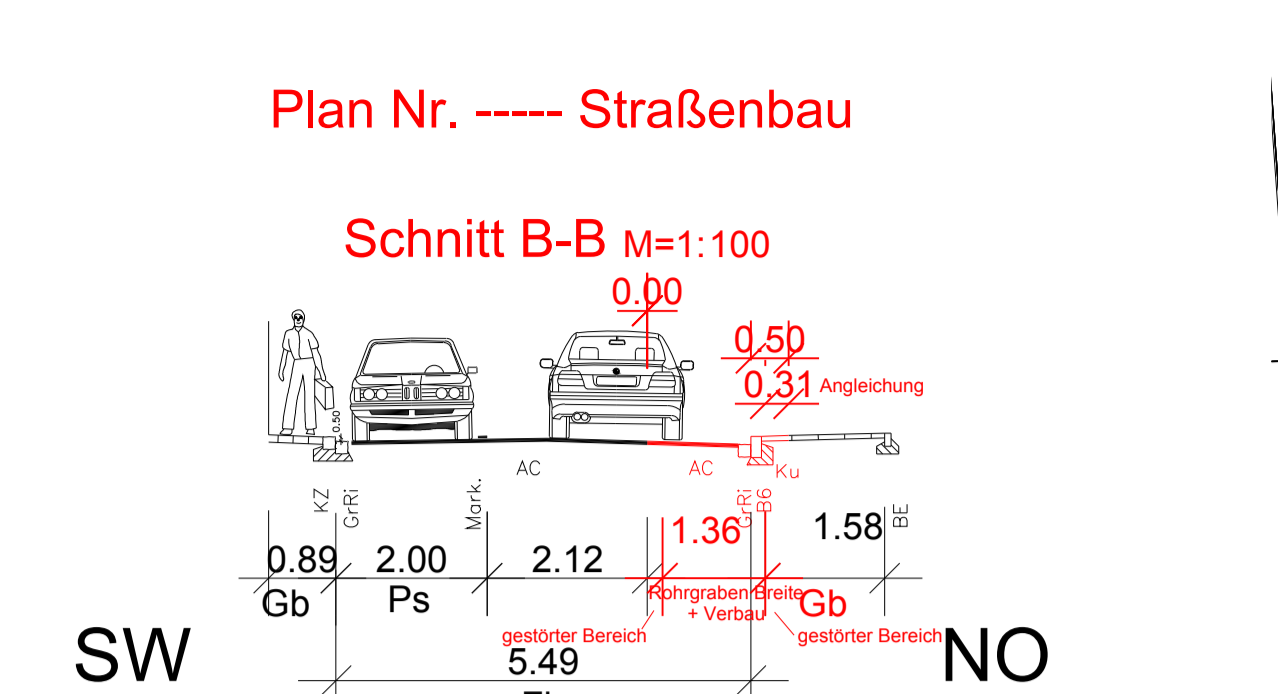 Plan Nr. ----- Straßenbau
Schnitt B-B M=1:100
0.00
0.50
0.31 Angleichung
0.50
AC AC Ku
KZ GrRi Mark. GrRi B6 BE
1.36 1.58
0.89 2.00 2.12
Gb Ps Rohrgraben Breite Gb
+ Verbau
gestörter Bereich gestörter Bereich
SW 5.49 NO